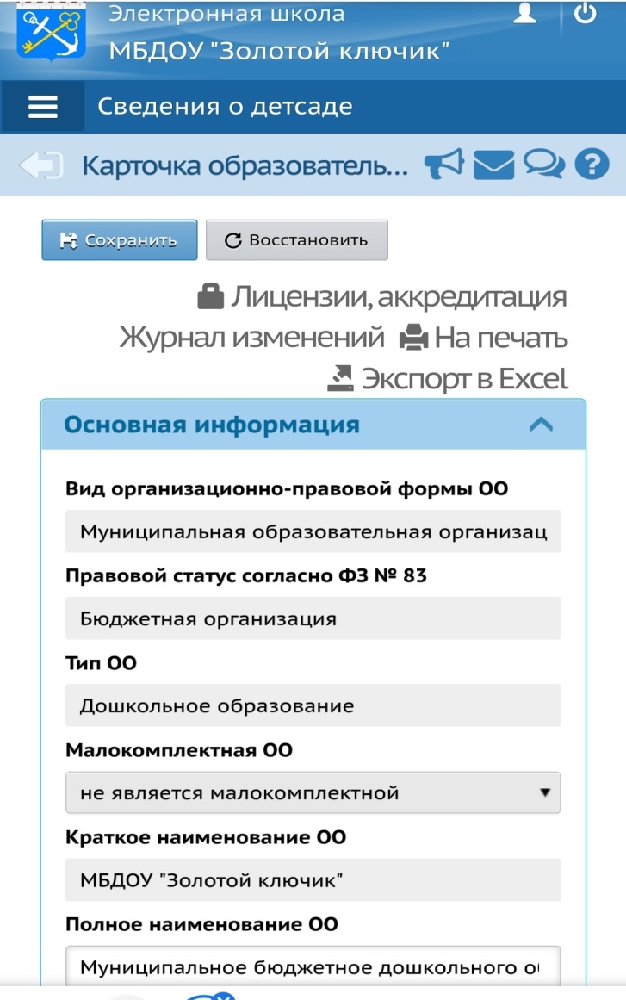 Электронная школа
МБДОУ "Золотой ключик"
Сведения о детсаде
Карточка образователь...
Сохранить Восстановить
Лицензии, аккредитация
Журнал изменений На печать
Экспорт в Excel
Основная информация
Вид организационно-правовой формы ОО
Муниципальная образовательная организац
Правовой статус согласно ФЗ № 83
Бюджетная организация
Тип ОО
Дошкольное образование
Малокомплектная ОО
не является малокомплектной
Краткое наименование ОО
МБДОУ "Золотой ключик"
Полное наименование ОО
Муниципальное бюджетное дошкольного о